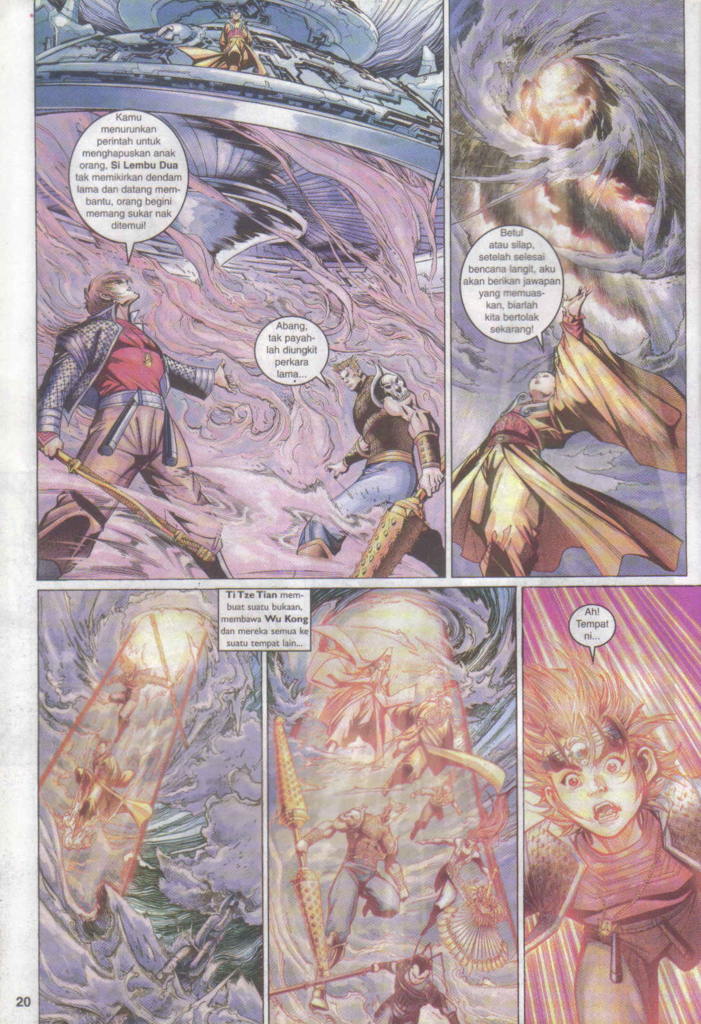 Kamu
menurunkan
perintah untuk
menghapuskan anak
orang, Si Lembu Dua
tak memikirkan dendam
lama dan datang mem-
bantu, orang begini
memang sukar nak
ditemui!
Abang,
tak payah-
lah diungkit
perkara
lama...
Betul
atau silap,
setelah selesai
bencana langit, aku
akan berikan jawapan
yang memuas-
kan, biarlah
kita bertolak
sekarang!
Ti Tze Tian mem-
buat suatu bukaan,
membawa Wu Kong
dan mereka semua ke
suatu tempat lain...
Ah!
Tempat
ni...
20